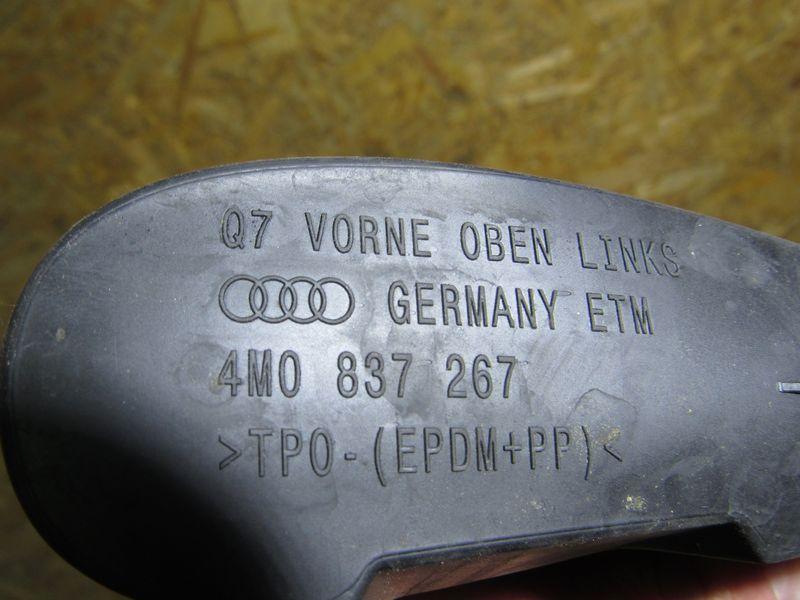 Q7 VORNE OBEN LINKS
GERMANY ETM
4M0 837 267
>TPO-(EPDM+PP)<